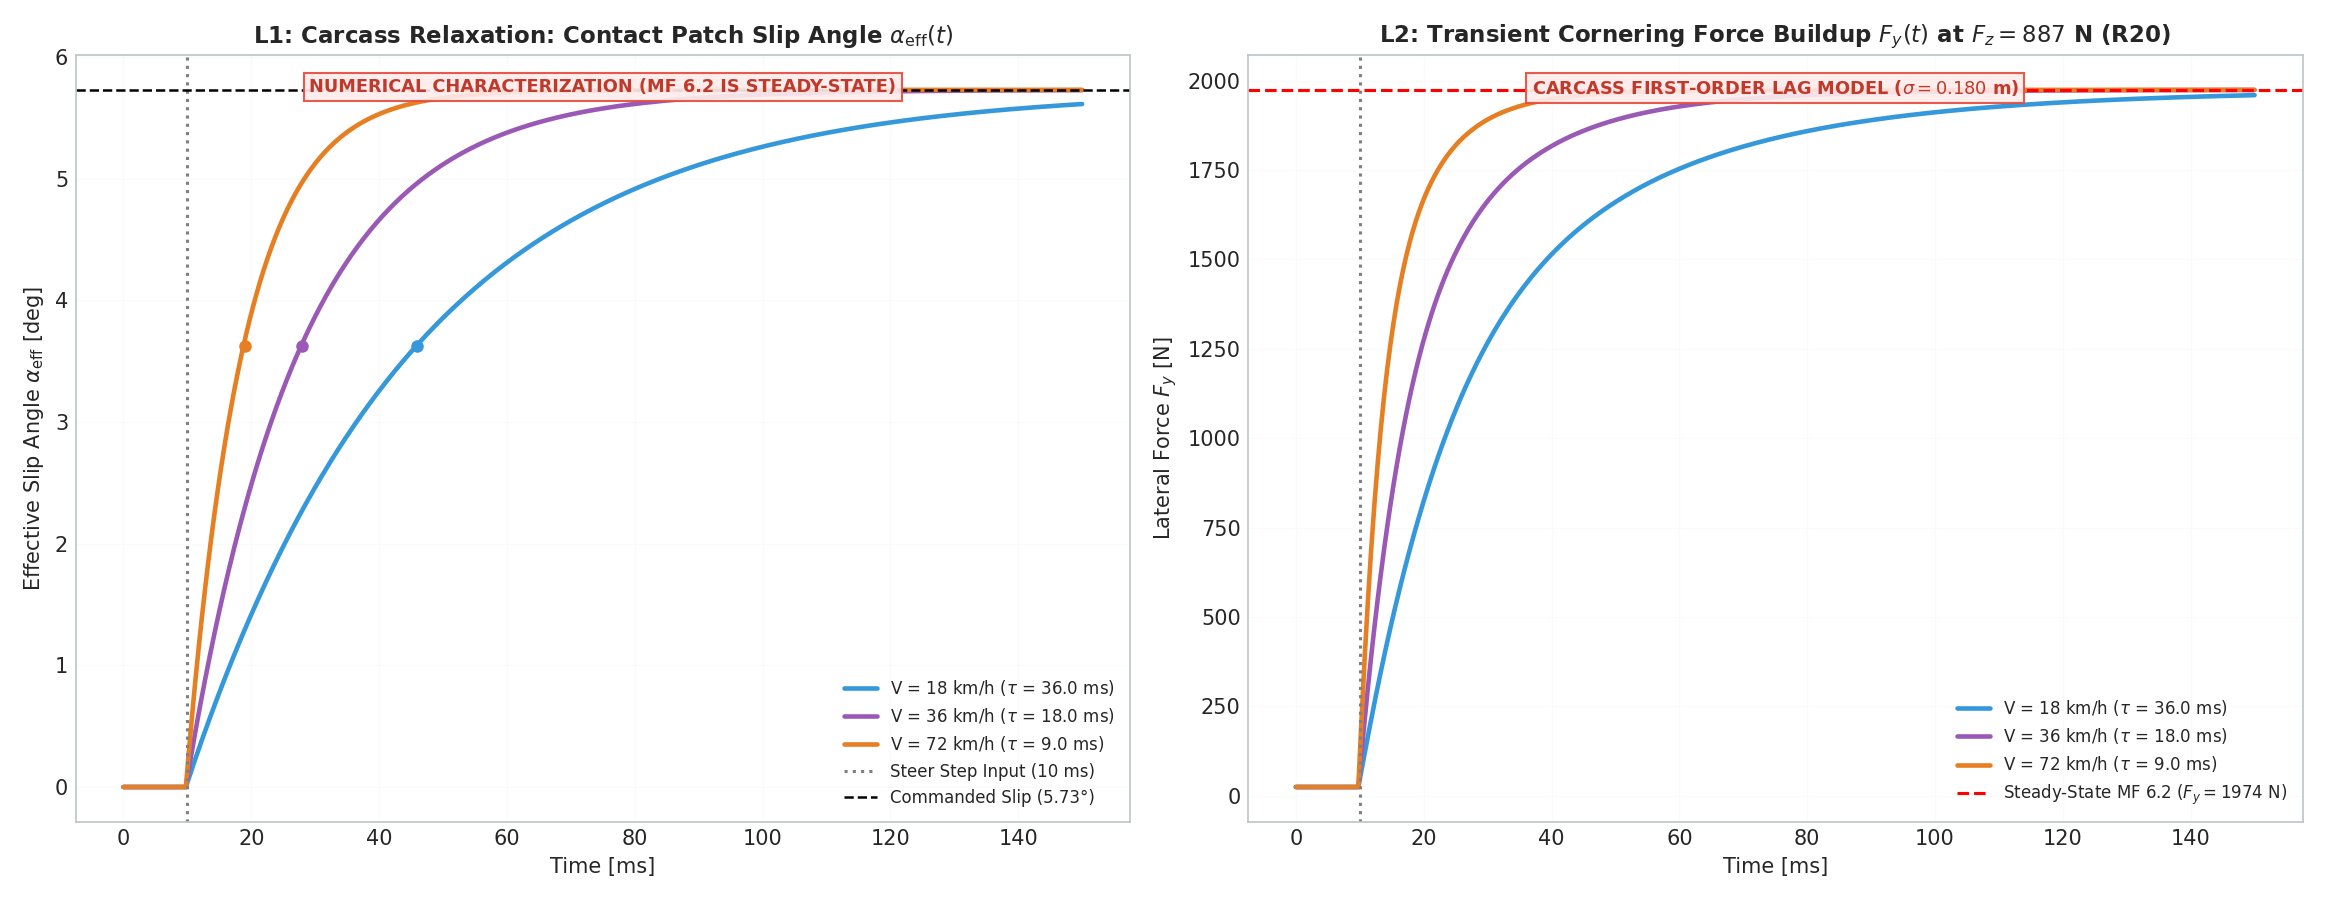 L1: Carcass Relaxation: Contact Patch Slip Angle α_eff(t)
NUMERICAL CHARACTERIZATION (MF 6.2 IS STEADY-STATE)
Effective Slip Angle α_eff [deg]
6
5
4
3
2
1
0
V = 18 km/h (τ = 36.0 ms)
V = 36 km/h (τ = 18.0 ms)
V = 72 km/h (τ = 9.0 ms)
Steer Step Input (10 ms)
Commanded Slip (5.73°)
0 20 40 60 80 100 120 140
Time [ms]
L2: Transient Cornering Force Buildup F_y(t) at F_z = 887 N (R20)
CARCASS FIRST-ORDER LAG MODEL (σ = 0.180 m)
Lateral Force F_y [N]
2000
1750
1500
1250
1000
750
500
250
0
V = 18 km/h (τ = 36.0 ms)
V = 36 km/h (τ = 18.0 ms)
V = 72 km/h (τ = 9.0 ms)
Steady-State MF 6.2 (F_y = 1974 N)
0 20 40 60 80 100 120 140
Time [ms]